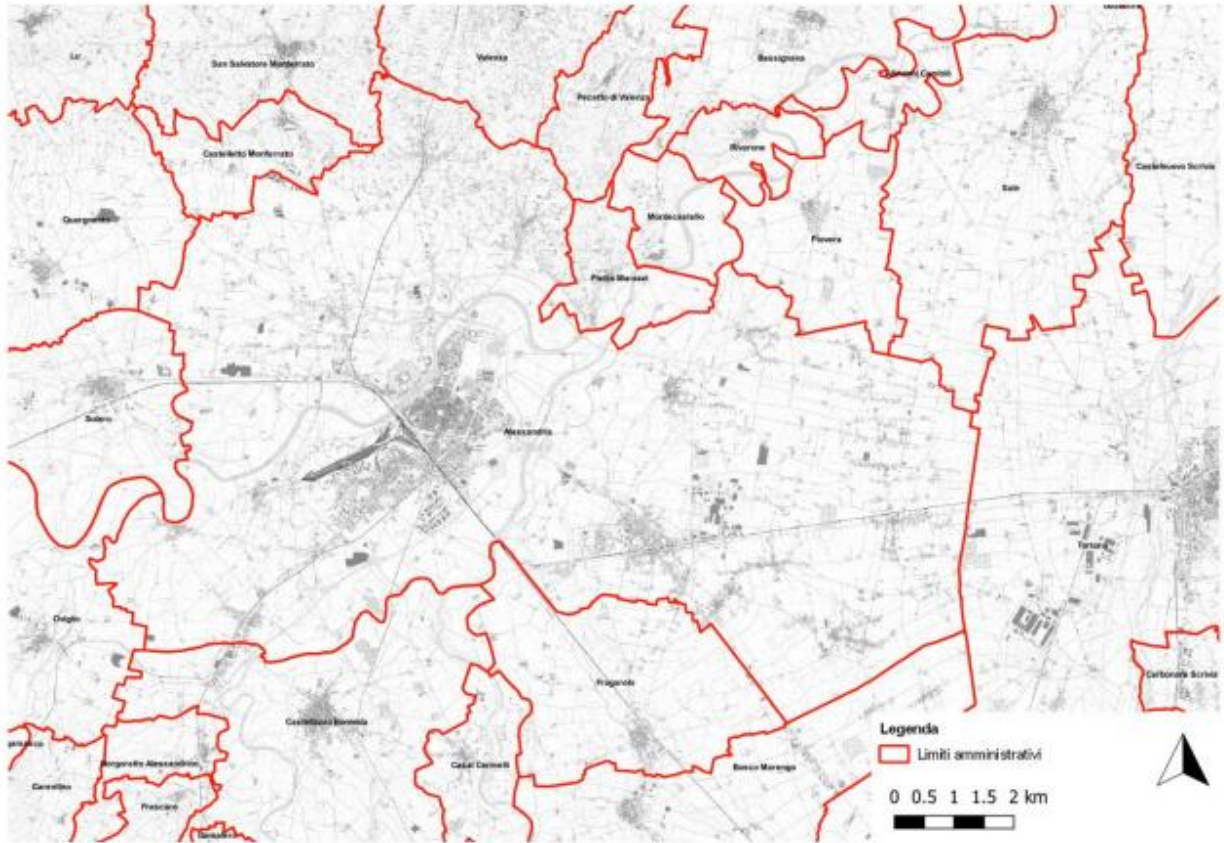 Lu
San Salvatore Monferrato
Valenza
Bassignana
Pecetto di Valenza
Castelletto Monferrato
Rivarone
Castelnuovo Scrivia
Sale
Quargnento
Montecastello
Piovera
Pietra Marazzi
Solero
Alessandria
Tortona
Oviglio
Frugarolo
Carbonara Scrivia
Castellazzo Bormida
Borgoratto Alessandrino
Casal Cermelli
Bosco Marengo
Carentino
Frascaro
Legenda
Limiti amministrativi
0 0.5 1 1.5 2 km